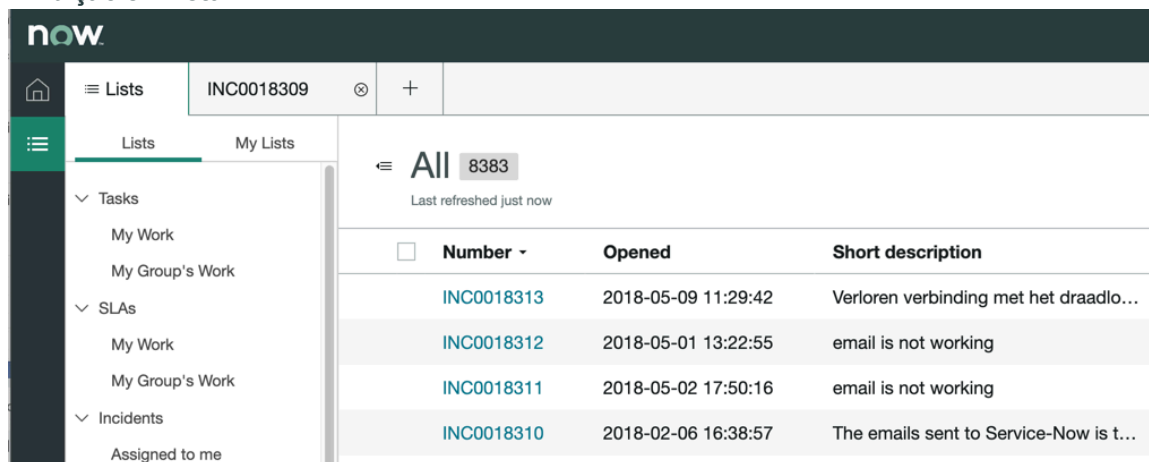 now.
Lists
INC0018309
+
Lists My Lists
Tasks
My Work
My Group's Work
SLAs
My Work
My Group's Work
Incidents
Assigned to me
All 8383
Last refreshed just now
Number Opened Short description
INC0018313 2018-05-09 11:29:42 Verloren verbinding met het draadlo...
INC0018312 2018-05-01 13:22:55 email is not working
INC0018311 2018-05-02 17:50:16 email is not working
INC0018310 2018-02-06 16:38:57 The emails sent to Service-Now is t...